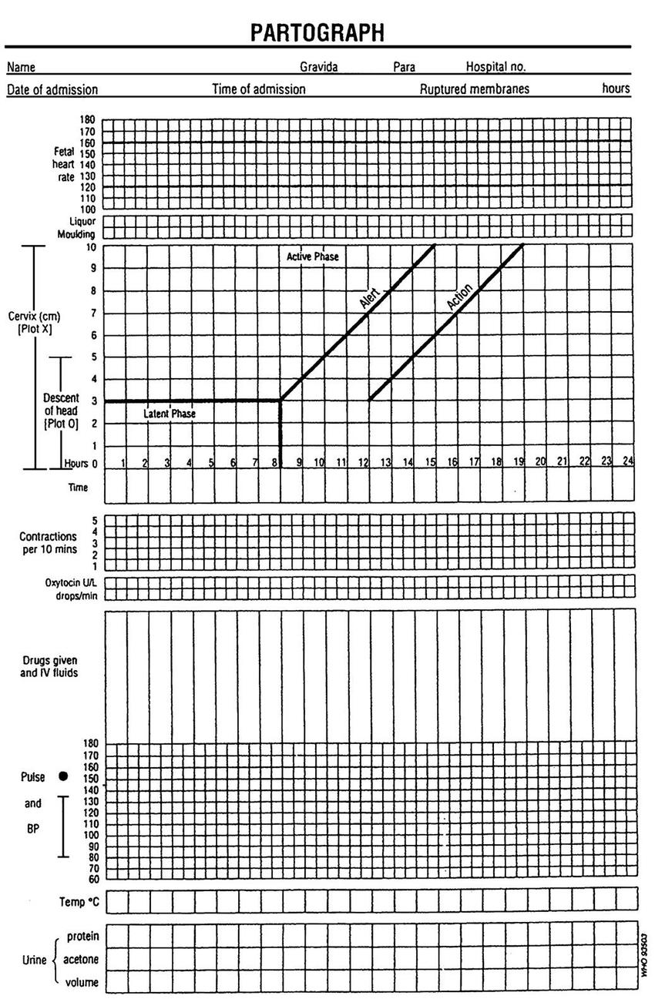 PARTOGRAPH
Name Gravida Para Hospital no.
Date of admission Time of admission Ruptured membranes hours
180
170
160
Fetal 150
heart 140
rate 130
120
110
100
Liquor
Moulding
10
Active Phase
9
8 Alert Action
Cervix (cm) 7
[Plot X]
6
5
4
Descent 3
of head Latent Phase
[Plot O] 2
1
Hours 0 1 2 3 4 5 6 7 8 9 10 11 12 13 14 15 16 17 18 19 20 21 22 23 24
Time
5
Contractions 4
per 10 mins 3
2
1
Oxytocin U/L
drops/min
Drugs given
and IV fluids
180
170
160
Pulse 150
140
and 130
120
110
BP 100
90
80
70
60
Temp °C
protein
Urine acetone
volume
WHO 93503